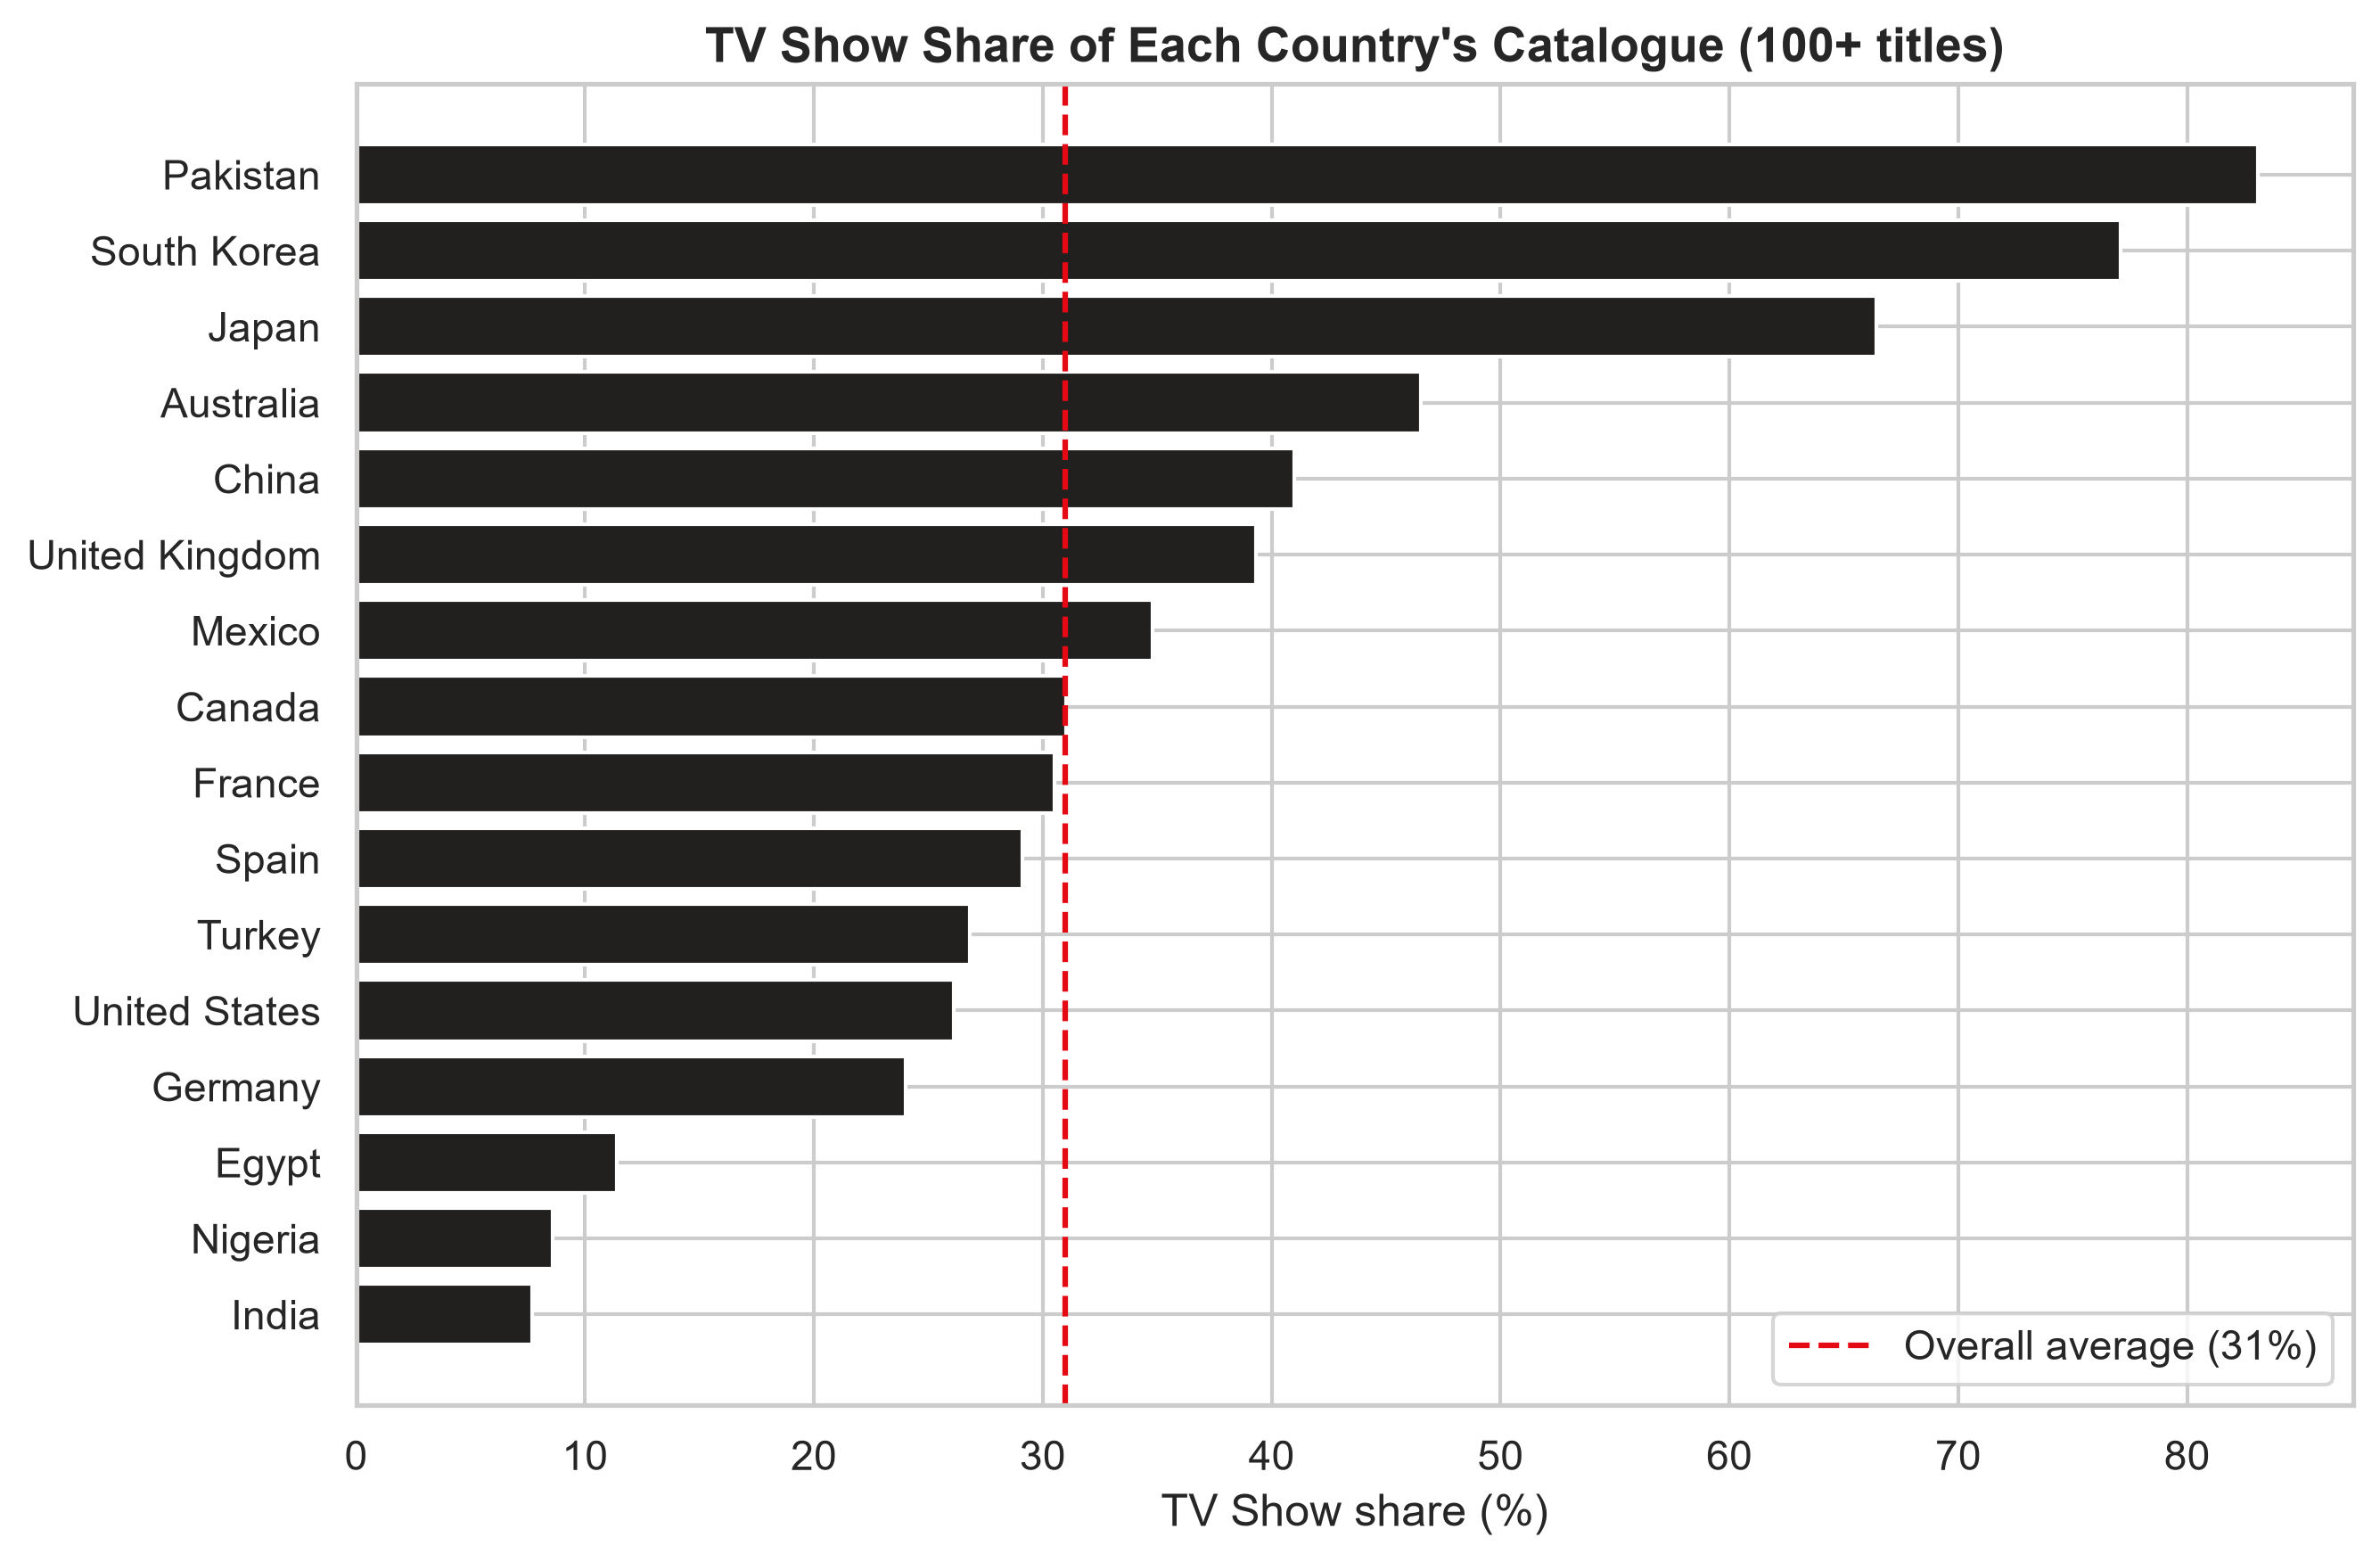 TV Show Share of Each Country's Catalogue (100+ titles)
Pakistan
South Korea
Japan
Australia
China
United Kingdom
Mexico
Canada
France
Spain
Turkey
United States
Germany
Egypt
Nigeria
India
Overall average (31%)
0 10 20 30 40 50 60 70 80
TV Show share (%)